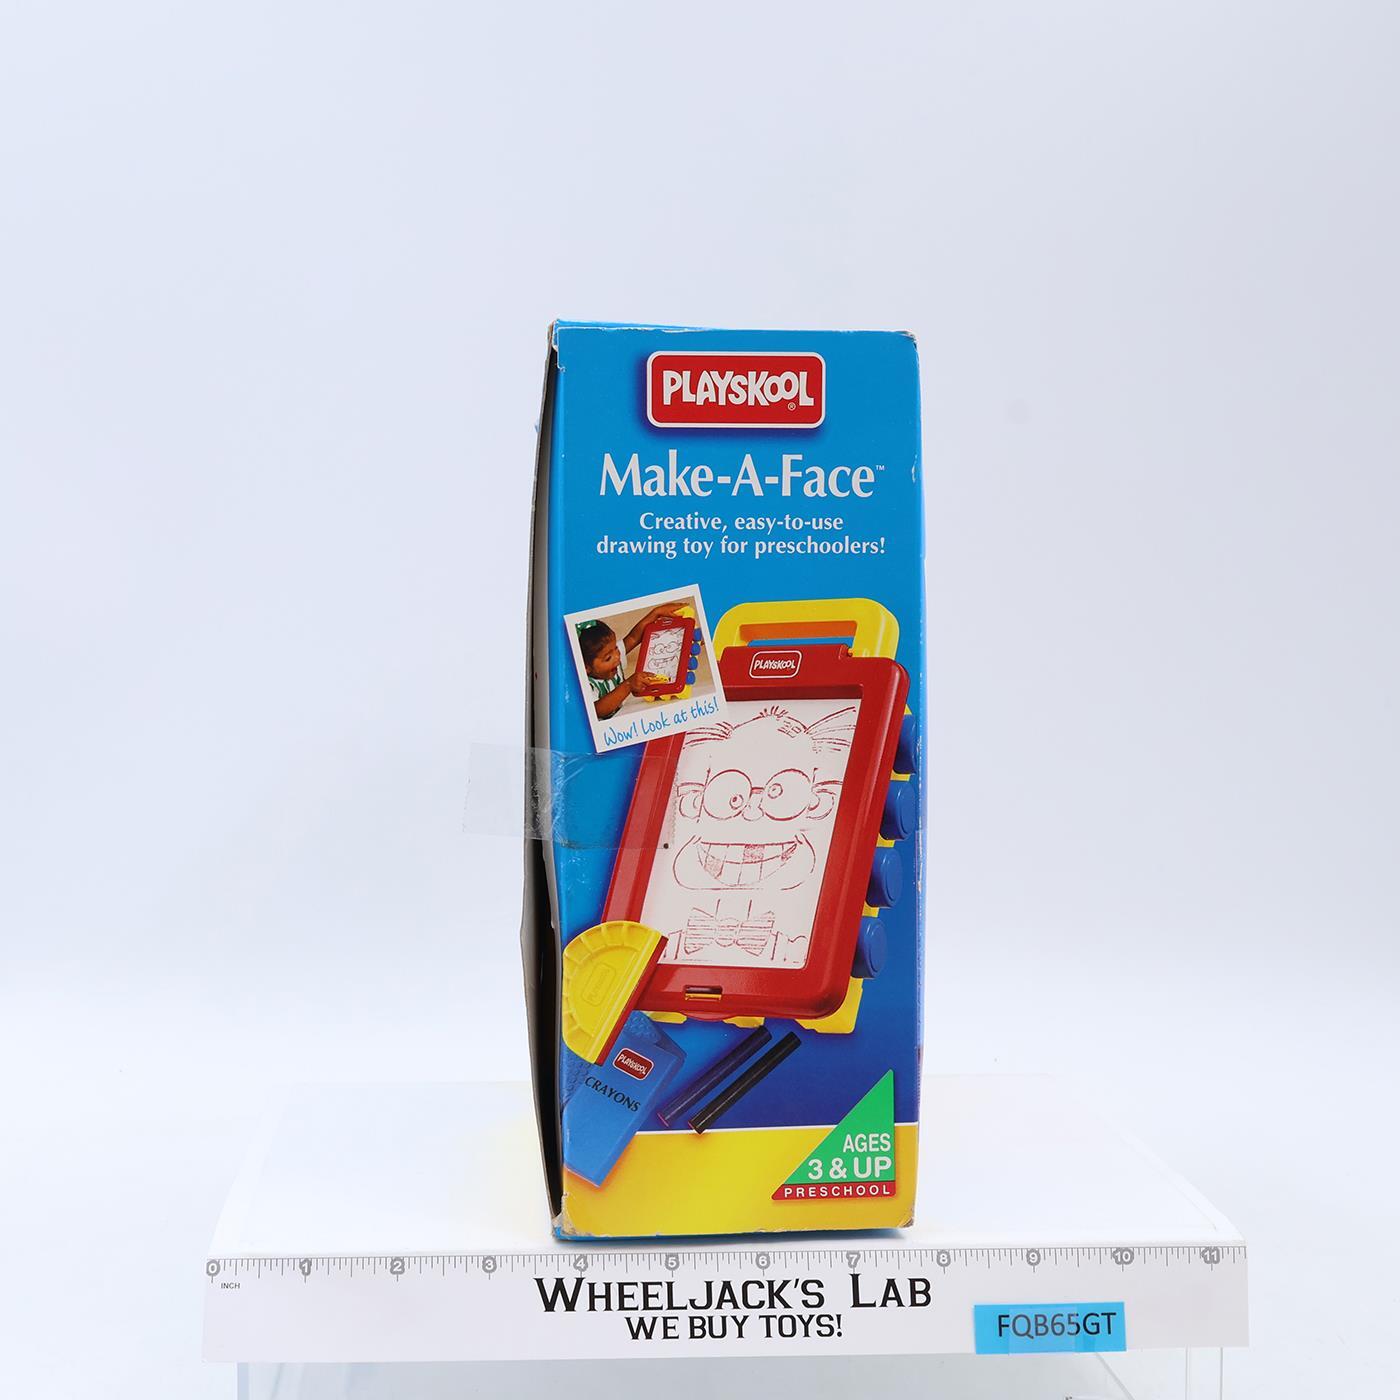 PLAYSKOOL®
Make-A-Face™
Creative, easy-to-use
drawing toy for preschoolers!
Wow! Look at this!
PLAYSKOOL
PLAYSKOOL
CRAYONS
AGES
3 & UP
PRESCHOOL
0 1 2 3 4 5 6 7 8 9 10 11
INCH
WHEELJACK'S LAB
WE BUY TOYS!
FQB65GT